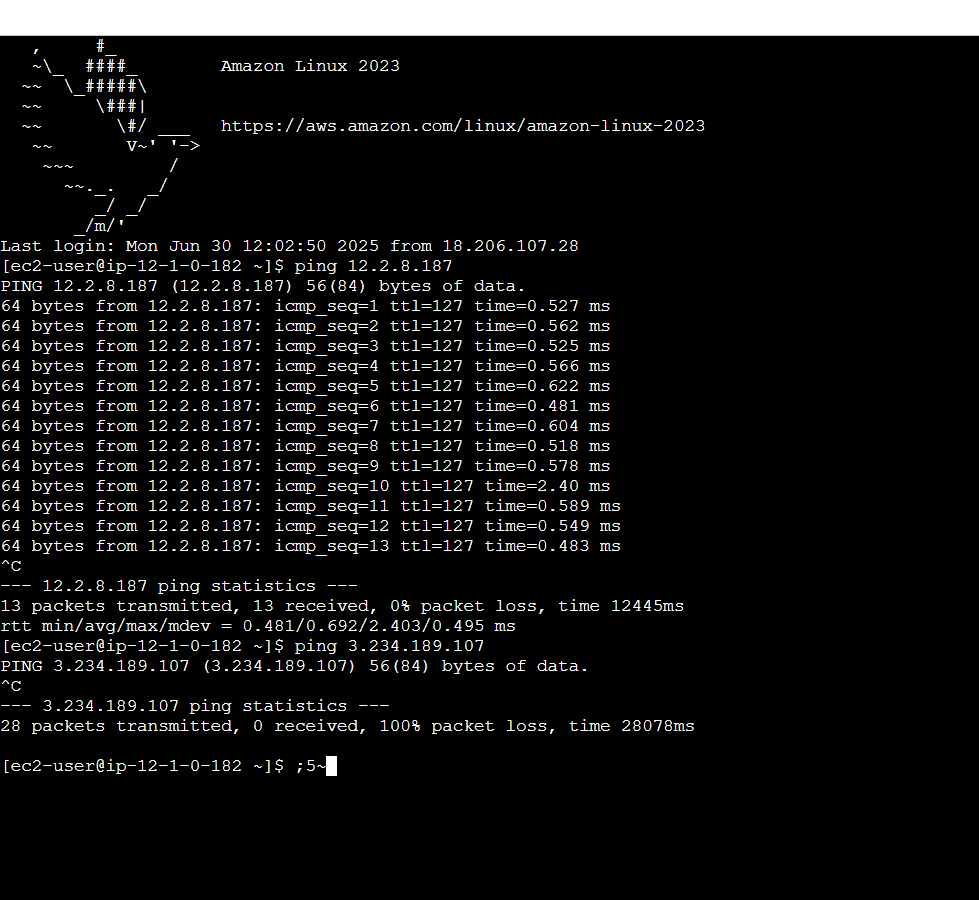 ,     #_
   ~\_  ####_        Amazon Linux 2023
  ~~  \_#####\
  ~~     \###|
  ~~       \#/ ___   https://aws.amazon.com/linux/amazon-linux-2023
   ~~       V~' '->
    ~~~         /
      ~~._.   _/
         _/ _/
       _/m/'
Last login: Mon Jun 30 12:02:50 2025 from 18.206.107.28
[ec2-user@ip-12-1-0-182 ~]$ ping 12.2.8.187
PING 12.2.8.187 (12.2.8.187) 56(84) bytes of data.
64 bytes from 12.2.8.187: icmp_seq=1 ttl=127 time=0.527 ms
64 bytes from 12.2.8.187: icmp_seq=2 ttl=127 time=0.562 ms
64 bytes from 12.2.8.187: icmp_seq=3 ttl=127 time=0.525 ms
64 bytes from 12.2.8.187: icmp_seq=4 ttl=127 time=0.566 ms
64 bytes from 12.2.8.187: icmp_seq=5 ttl=127 time=0.622 ms
64 bytes from 12.2.8.187: icmp_seq=6 ttl=127 time=0.481 ms
64 bytes from 12.2.8.187: icmp_seq=7 ttl=127 time=0.604 ms
64 bytes from 12.2.8.187: icmp_seq=8 ttl=127 time=0.518 ms
64 bytes from 12.2.8.187: icmp_seq=9 ttl=127 time=0.578 ms
64 bytes from 12.2.8.187: icmp_seq=10 ttl=127 time=2.40 ms
64 bytes from 12.2.8.187: icmp_seq=11 ttl=127 time=0.589 ms
64 bytes from 12.2.8.187: icmp_seq=12 ttl=127 time=0.549 ms
64 bytes from 12.2.8.187: icmp_seq=13 ttl=127 time=0.483 ms
^C
--- 12.2.8.187 ping statistics ---
13 packets transmitted, 13 received, 0% packet loss, time 12445ms
rtt min/avg/max/mdev = 0.481/0.692/2.403/0.495 ms
[ec2-user@ip-12-1-0-182 ~]$ ping 3.234.189.107
PING 3.234.189.107 (3.234.189.107) 56(84) bytes of data.
^C
--- 3.234.189.107 ping statistics ---
28 packets transmitted, 0 received, 100% packet loss, time 28078ms

[ec2-user@ip-12-1-0-182 ~]$ ;5~